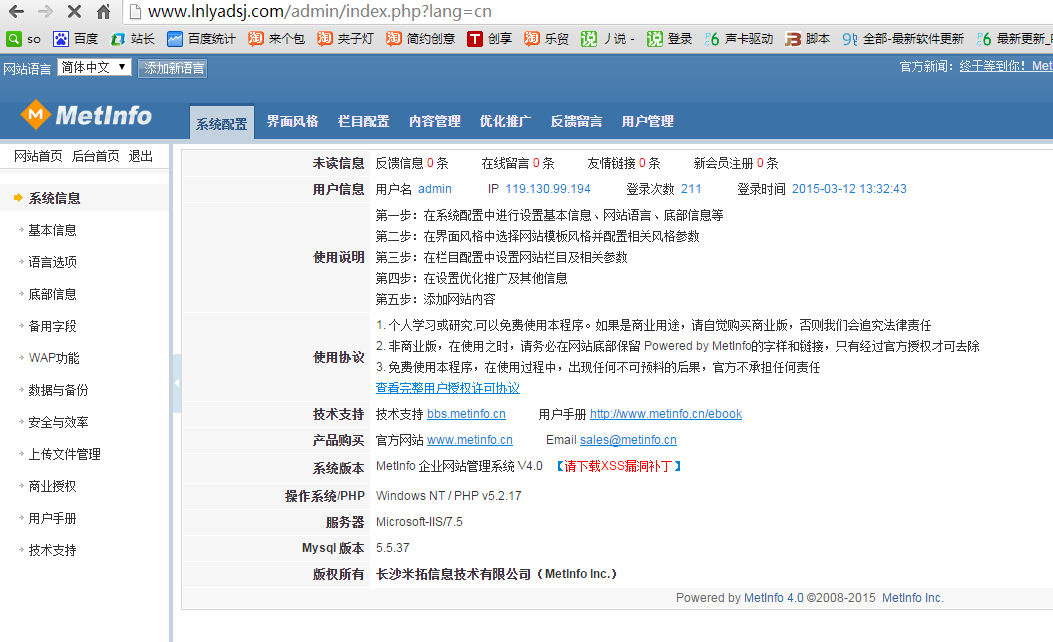 www.lnlyadsj.com/admin/index.php?lang=cn
so 百度 站长 百度统计 来个包 夹子灯 简约创意 创享 乐贸 人说 - 登录 声卡驱动 脚本 全部-最新软件更新 最新更新_
网站语言 简体中文 添加新语言 官方新闻：终于等到你！Met
MetInfo 系统配置 界面风格 栏目配置 内容管理 优化推广 反馈留言 用户管理
网站首页 后台首页 退出
系统信息
基本信息
语言选项
底部信息
备用字段
WAP功能
数据与备份
安全与效率
上传文件管理
商业授权
用户手册
技术支持
未读信息 反馈信息 0 条 在线留言 0 条 友情链接 0 条 新会员注册 0 条
用户信息 用户名 admin IP 119.130.99.194 登录次数 211 登录时间 2015-03-12 13:32:43
使用说明
第一步：在系统配置中进行设置基本信息、网站语言、底部信息等
第二步：在界面风格中选择网站模板风格并配置相关风格参数
第三步：在栏目配置中设置网站栏目及相关参数
第四步：在设置优化推广及其他信息
第五步：添加网站内容
使用协议
1. 个人学习或研究,可以免费使用本程序。如果是商业用途，请自觉购买商业版，否则我们会追究法律责任
2. 非商业版，在使用之时，请务必在网站底部保留 Powered by MetInfo的字样和链接，只有经过官方授权才可去除
3. 免费使用本程序，在使用过程中，出现任何不可预料的后果，官方不承担任何责任
查看完整用户授权许可协议
技术支持 技术支持 bbs.metinfo.cn 用户手册 http://www.metinfo.cn/ebook
产品购买 官方网站 www.metinfo.cn Email sales@metinfo.cn
系统版本 MetInfo 企业网站管理系统 V4.0 【请下载XSS漏洞补丁】
操作系统/PHP Windows NT / PHP v5.2.17
服务器 Microsoft-IIS/7.5
Mysql 版本 5.5.37
版权所有 长沙米拓信息技术有限公司（MetInfo Inc.）
Powered by MetInfo 4.0 ©2008-2015 MetInfo Inc.